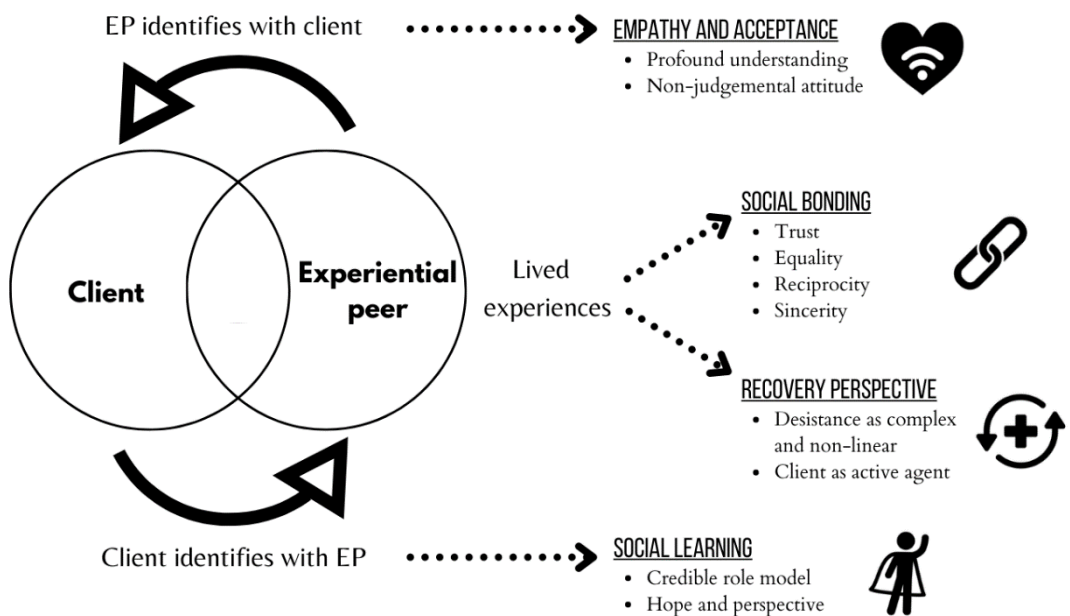 EP identifies with client
EMPATHY AND ACCEPTANCE
• Profound understanding
• Non-judgemental attitude
Client
Experiential
peer
Lived
experiences
SOCIAL BONDING
• Trust
• Equality
• Reciprocity
• Sincerity
RECOVERY PERSPECTIVE
• Desistance as complex
and non-linear
• Client as active agent
Client identifies with EP
SOCIAL LEARNING
• Credible role model
• Hope and perspective